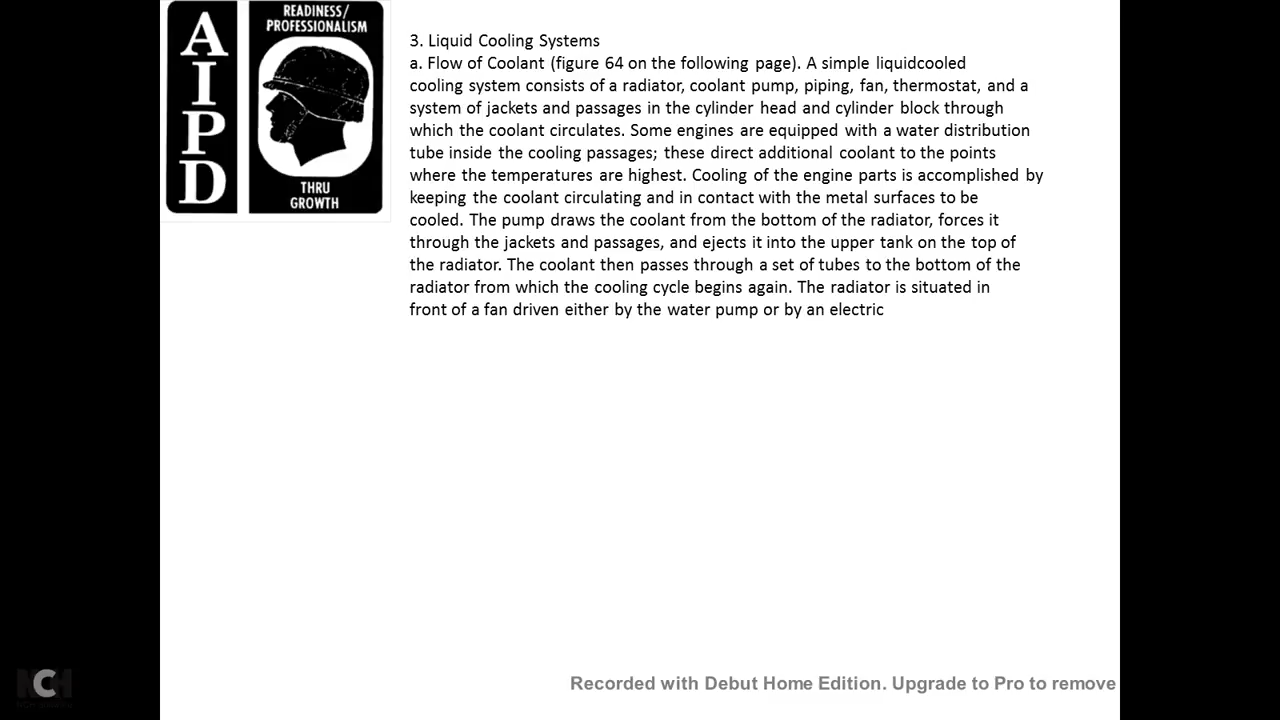 A
I
P
D
READINESS/
PROFESSIONALISM
THRU
GROWTH
3. Liquid Cooling Systems
a. Flow of Coolant (figure 64 on the following page). A simple liquidcooled
cooling system consists of a radiator, coolant pump, piping, fan, thermostat, and a
system of jackets and passages in the cylinder head and cylinder block through
which the coolant circulates. Some engines are equipped with a water distribution
tube inside the cooling passages; these direct additional coolant to the points
where the temperatures are highest. Cooling of the engine parts is accomplished by
keeping the coolant circulating and in contact with the metal surfaces to be
cooled. The pump draws the coolant from the bottom of the radiator, forces it
through the jackets and passages, and ejects it into the upper tank on the top of
the radiator. The coolant then passes through a set of tubes to the bottom of the
radiator from which the cooling cycle begins again. The radiator is situated in
front of a fan driven either by the water pump or by an electric
NCH
Recorded with Debut Home Edition. Upgrade to Pro to remove